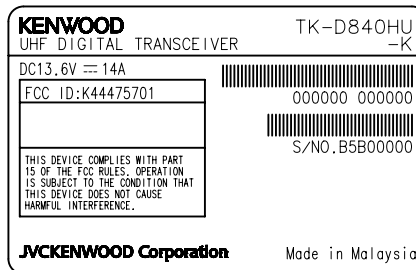 KENWOOD
UHF DIGITAL TRANSCEIVER
TK-D840HU
-K
DC13.6V ⎓ 14A
FCC ID:K44475701
000000 000000
S/NO.B5B00000
THIS DEVICE COMPLIES WITH PART
15 OF THE FCC RULES. OPERATION
IS SUBJECT TO THE CONDITION THAT
THIS DEVICE DOES NOT CAUSE
HARMFUL INTERFERENCE.
JVCKENWOOD Corporation
Made in Malaysia